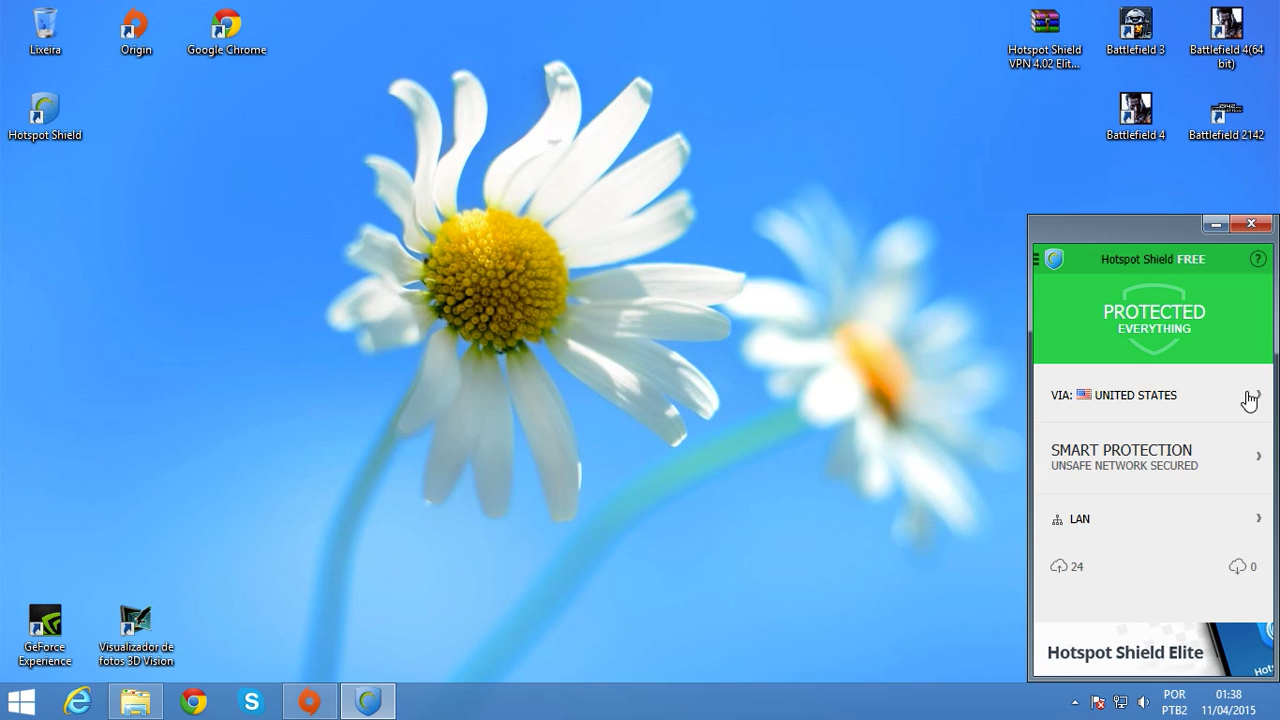 Lixeira
Origin
Google Chrome
Hotspot Shield
VPN 4.02 Elit...
Battlefield 3
Battlefield 4(64
bit)
Hotspot Shield
Battlefield 4
Battlefield 2142
Hotspot Shield FREE
?
PROTECTED
EVERYTHING
VIA: UNITED STATES
SMART PROTECTION
UNSAFE NETWORK SECURED
LAN
24
0
Hotspot Shield Elite
Hot
GeForce
Experience
Visualizador de
fotos 3D Vision
POR
PTB2
01:38
11/04/2015